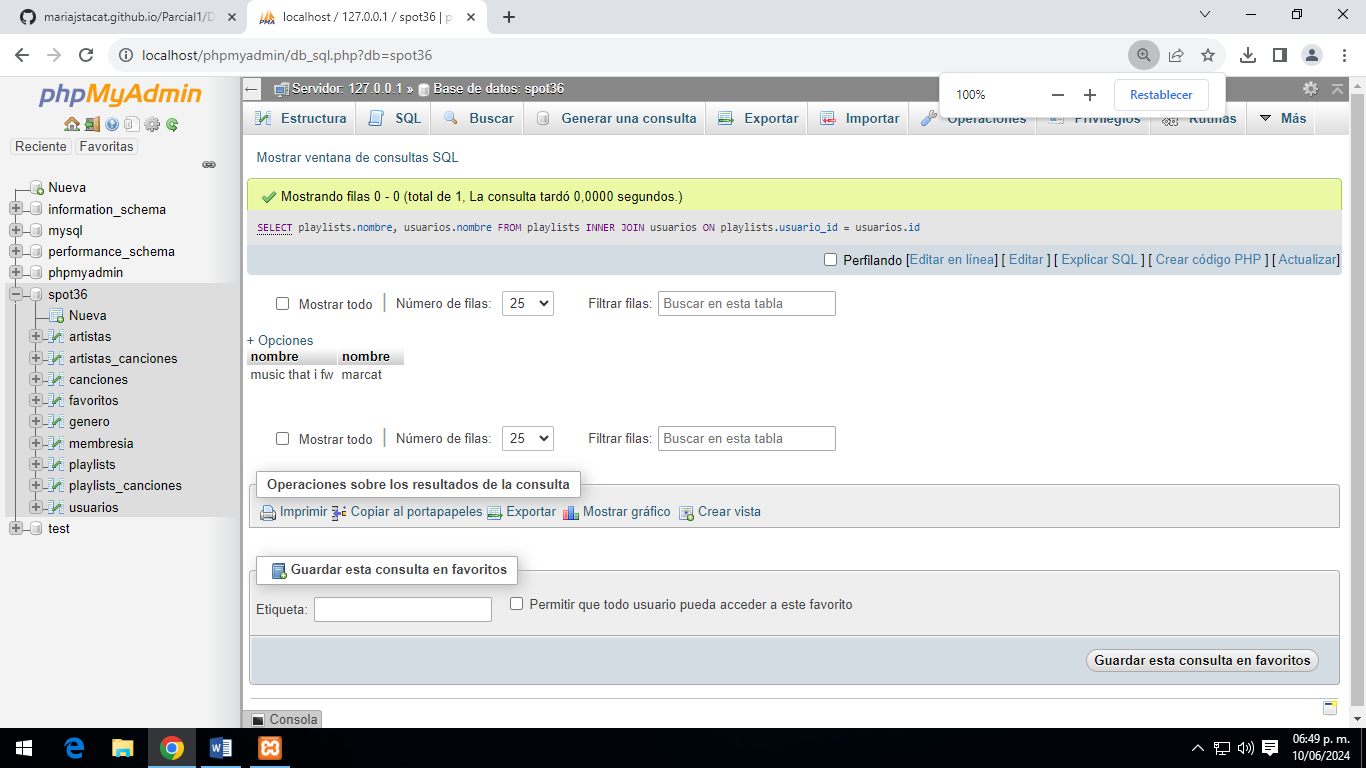 mariajstacat.github.io/Parcial1/D
localhost / 127.0.0.1 / spot36 | p
localhost/phpmyadmin/db_sql.php?db=spot36
100%
Restablecer
phpMyAdmin
Reciente
Favoritas
Nueva
information_schema
mysql
performance_schema
phpmyadmin
spot36
Nueva
artistas
artistas_canciones
canciones
favoritos
genero
membresia
playlists
playlists_canciones
usuarios
test
Servidor: 127.0.0.1 » Base de datos: spot36
Estructura SQL Buscar Generar una consulta Exportar Importar Operaciones Privilegios Rutinas Más
Mostrar ventana de consultas SQL
Mostrando filas 0 - 0 (total de 1, La consulta tardó 0,0000 segundos.)
SELECT playlists.nombre, usuarios.nombre FROM playlists INNER JOIN usuarios ON playlists.usuario_id = usuarios.id
Perfilando [Editar en línea] [ Editar ] [ Explicar SQL ] [ Crear código PHP ] [ Actualizar]
Mostrar todo Número de filas: 25 Filtrar filas: Buscar en esta tabla
+ Opciones
nombre nombre
music that i fw marcat
Mostrar todo Número de filas: 25 Filtrar filas: Buscar en esta tabla
Operaciones sobre los resultados de la consulta
Imprimir Copiar al portapapeles Exportar Mostrar gráfico Crear vista
Guardar esta consulta en favoritos
Etiqueta: Permitir que todo usuario pueda acceder a este favorito
Guardar esta consulta en favoritos
Consola
06:49 p. m.
10/06/2024